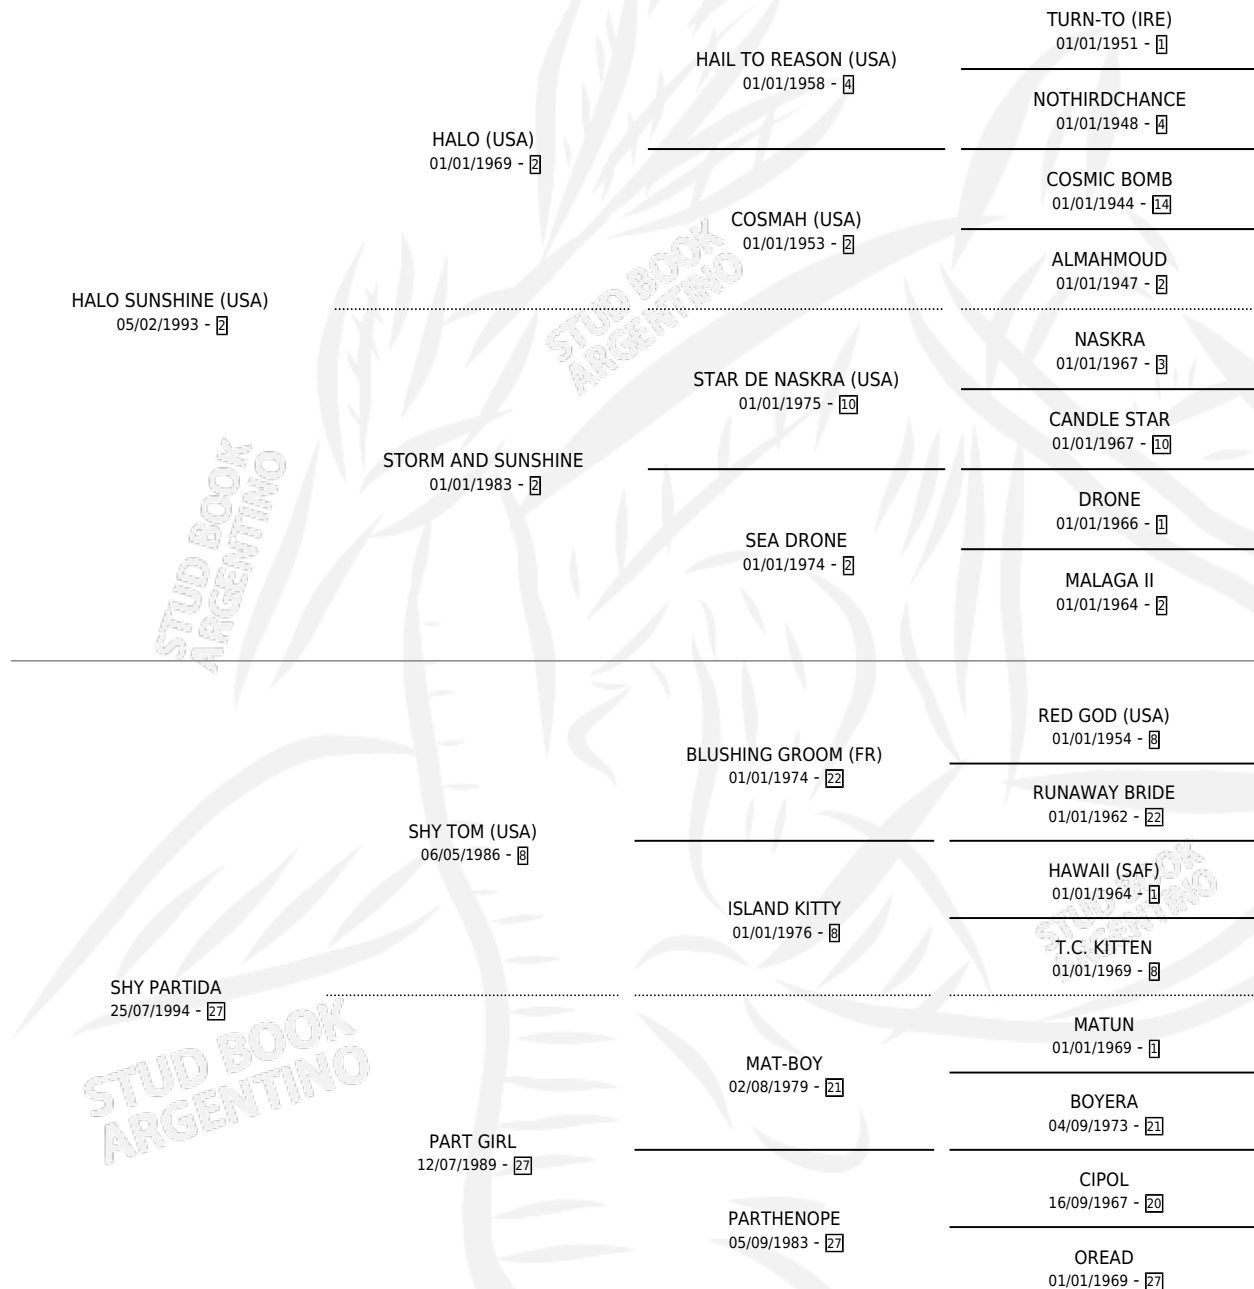 TURN-TO (IRE)
01/01/1951 - 1
HAIL TO REASON (USA)
01/01/1958 - 4
NOTHIRDCHANCE
01/01/1948 - 4
HALO (USA)
01/01/1969 - 2
COSMIC BOMB
01/01/1944 - 14
COSMAH (USA)
01/01/1953 - 2
ALMAHMOUD
01/01/1947 - 2
HALO SUNSHINE (USA)
05/02/1993 - 2
NASKRA
01/01/1967 - 3
STAR DE NASKRA (USA)
01/01/1975 - 10
CANDLE STAR
01/01/1967 - 10
STORM AND SUNSHINE
01/01/1983 - 2
DRONE
01/01/1966 - 1
SEA DRONE
01/01/1974 - 2
MALAGA II
01/01/1964 - 2
RED GOD (USA)
01/01/1954 - 8
BLUSHING GROOM (FR)
01/01/1974 - 22
RUNAWAY BRIDE
01/01/1962 - 22
SHY TOM (USA)
06/05/1986 - 8
HAWAII (SAF)
01/01/1964 - 1
ISLAND KITTY
01/01/1976 - 8
T.C. KITTEN
01/01/1969 - 8
SHY PARTIDA
25/07/1994 - 27
MATUN
01/01/1969 - 1
MAT-BOY
02/08/1979 - 21
BOYERA
04/09/1973 - 21
PART GIRL
12/07/1989 - 27
CIPOL
16/09/1967 - 20
PARTHENOPE
05/09/1983 - 27
OREAD
01/01/1969 - 27
STUD BOOK
ARGENTINO
STUD BOOK
ARGENTINO
STUD BOOK
ARGENTINO
STUD BOOK
ARGENTINO